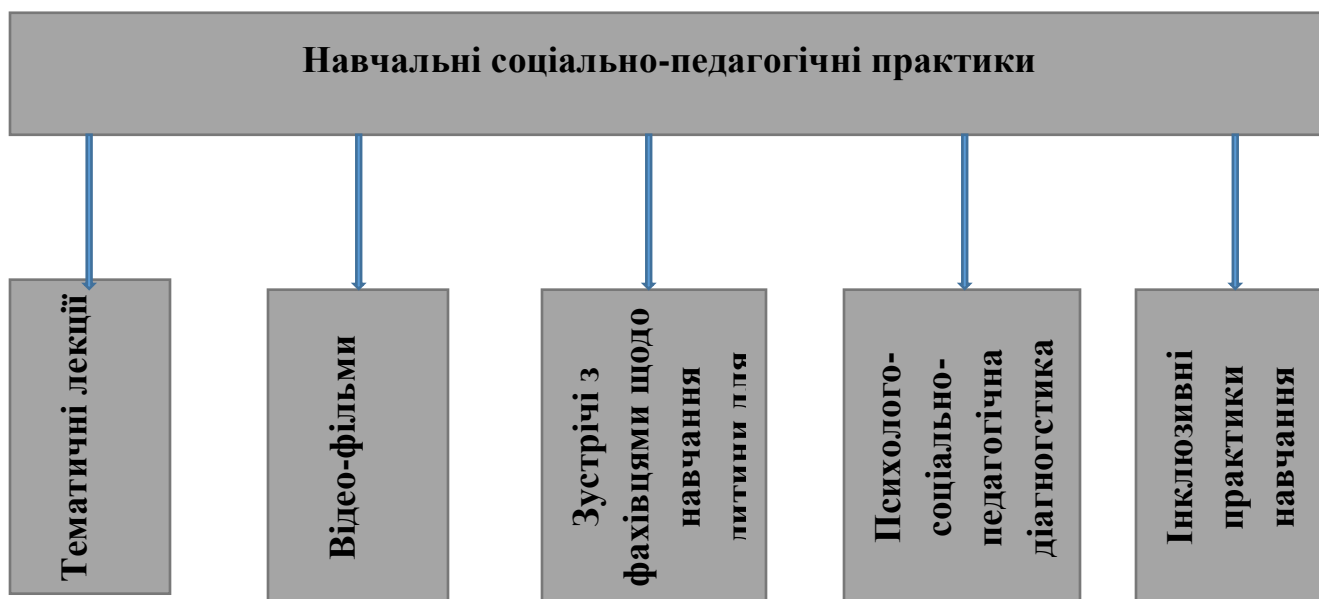 Навчальні соціально-педагогічні практики
Тематичні лекції
Відео-фільми
Зустрічі з
фахівцями щодо
навчання
для
Психолого-
соціально-
педагогічна
діагногстика
Інклюзивні
практики
навчання